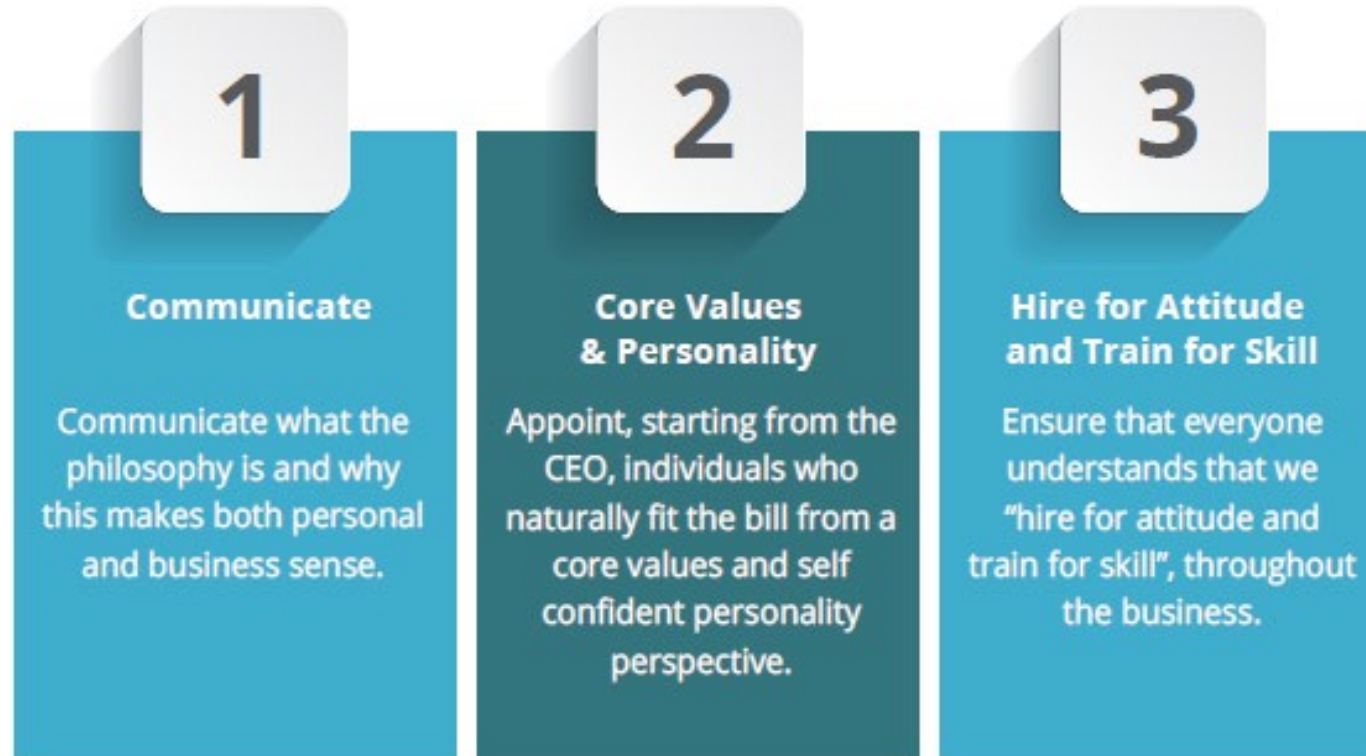 1
Communicate
Communicate what the
philosophy is and why
this makes both personal
and business sense.
2
Core Values
& Personality
Appoint, starting from the
CEO, individuals who
naturally fit the bill from a
core values and self
confident personality
perspective.
3
Hire for Attitude
and Train for Skill
Ensure that everyone
understands that we
“hire for attitude and
train for skill”, throughout
the business.